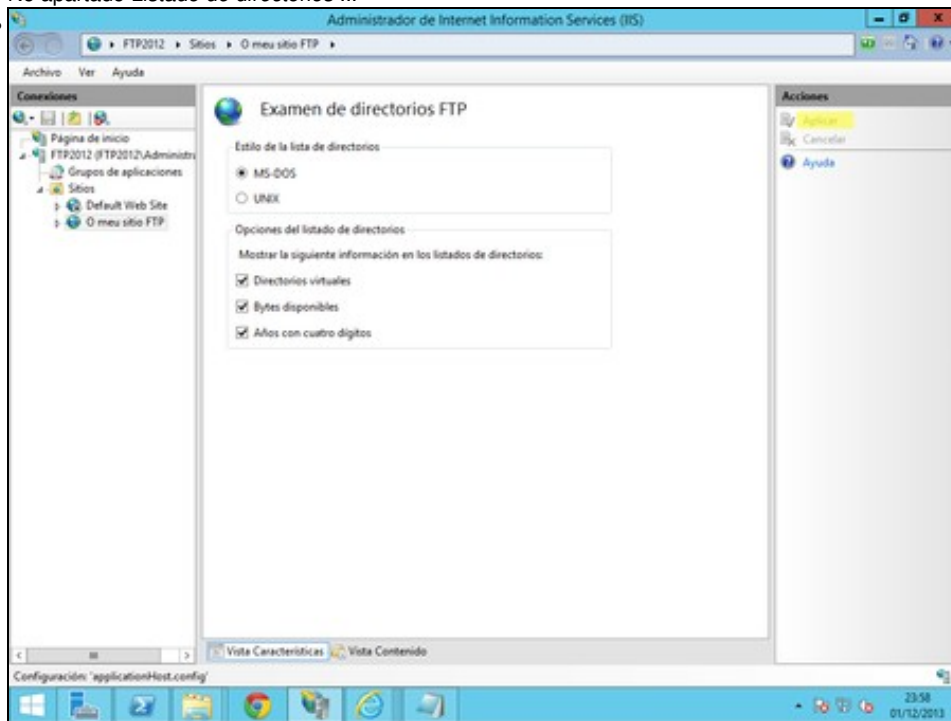 No apartado Listado de directorios ...
Administrador de Internet Information Services (IIS)
FTP2012 Sitios O meu sitio FTP
Archivo Ver Ayuda
Conexiones
Página de inicio
FTP2012 (FTP2012\Administr
Grupos de aplicaciones
Sitios
Default Web Site
O meu sitio FTP
Examen de directorios FTP
Estilo de la lista de directorios
MS-DOS
UNIX
Opciones del listado de directorios
Mostrar la siguiente información en los listados de directorios:
Directorios virtuales
Bytes disponibles
Años con cuatro dígitos
Acciones
Aplicar
Cancelar
Ayuda
Vista Características Vista Contenido
Configuración: 'applicationHost.config'
23:58
01/12/2013